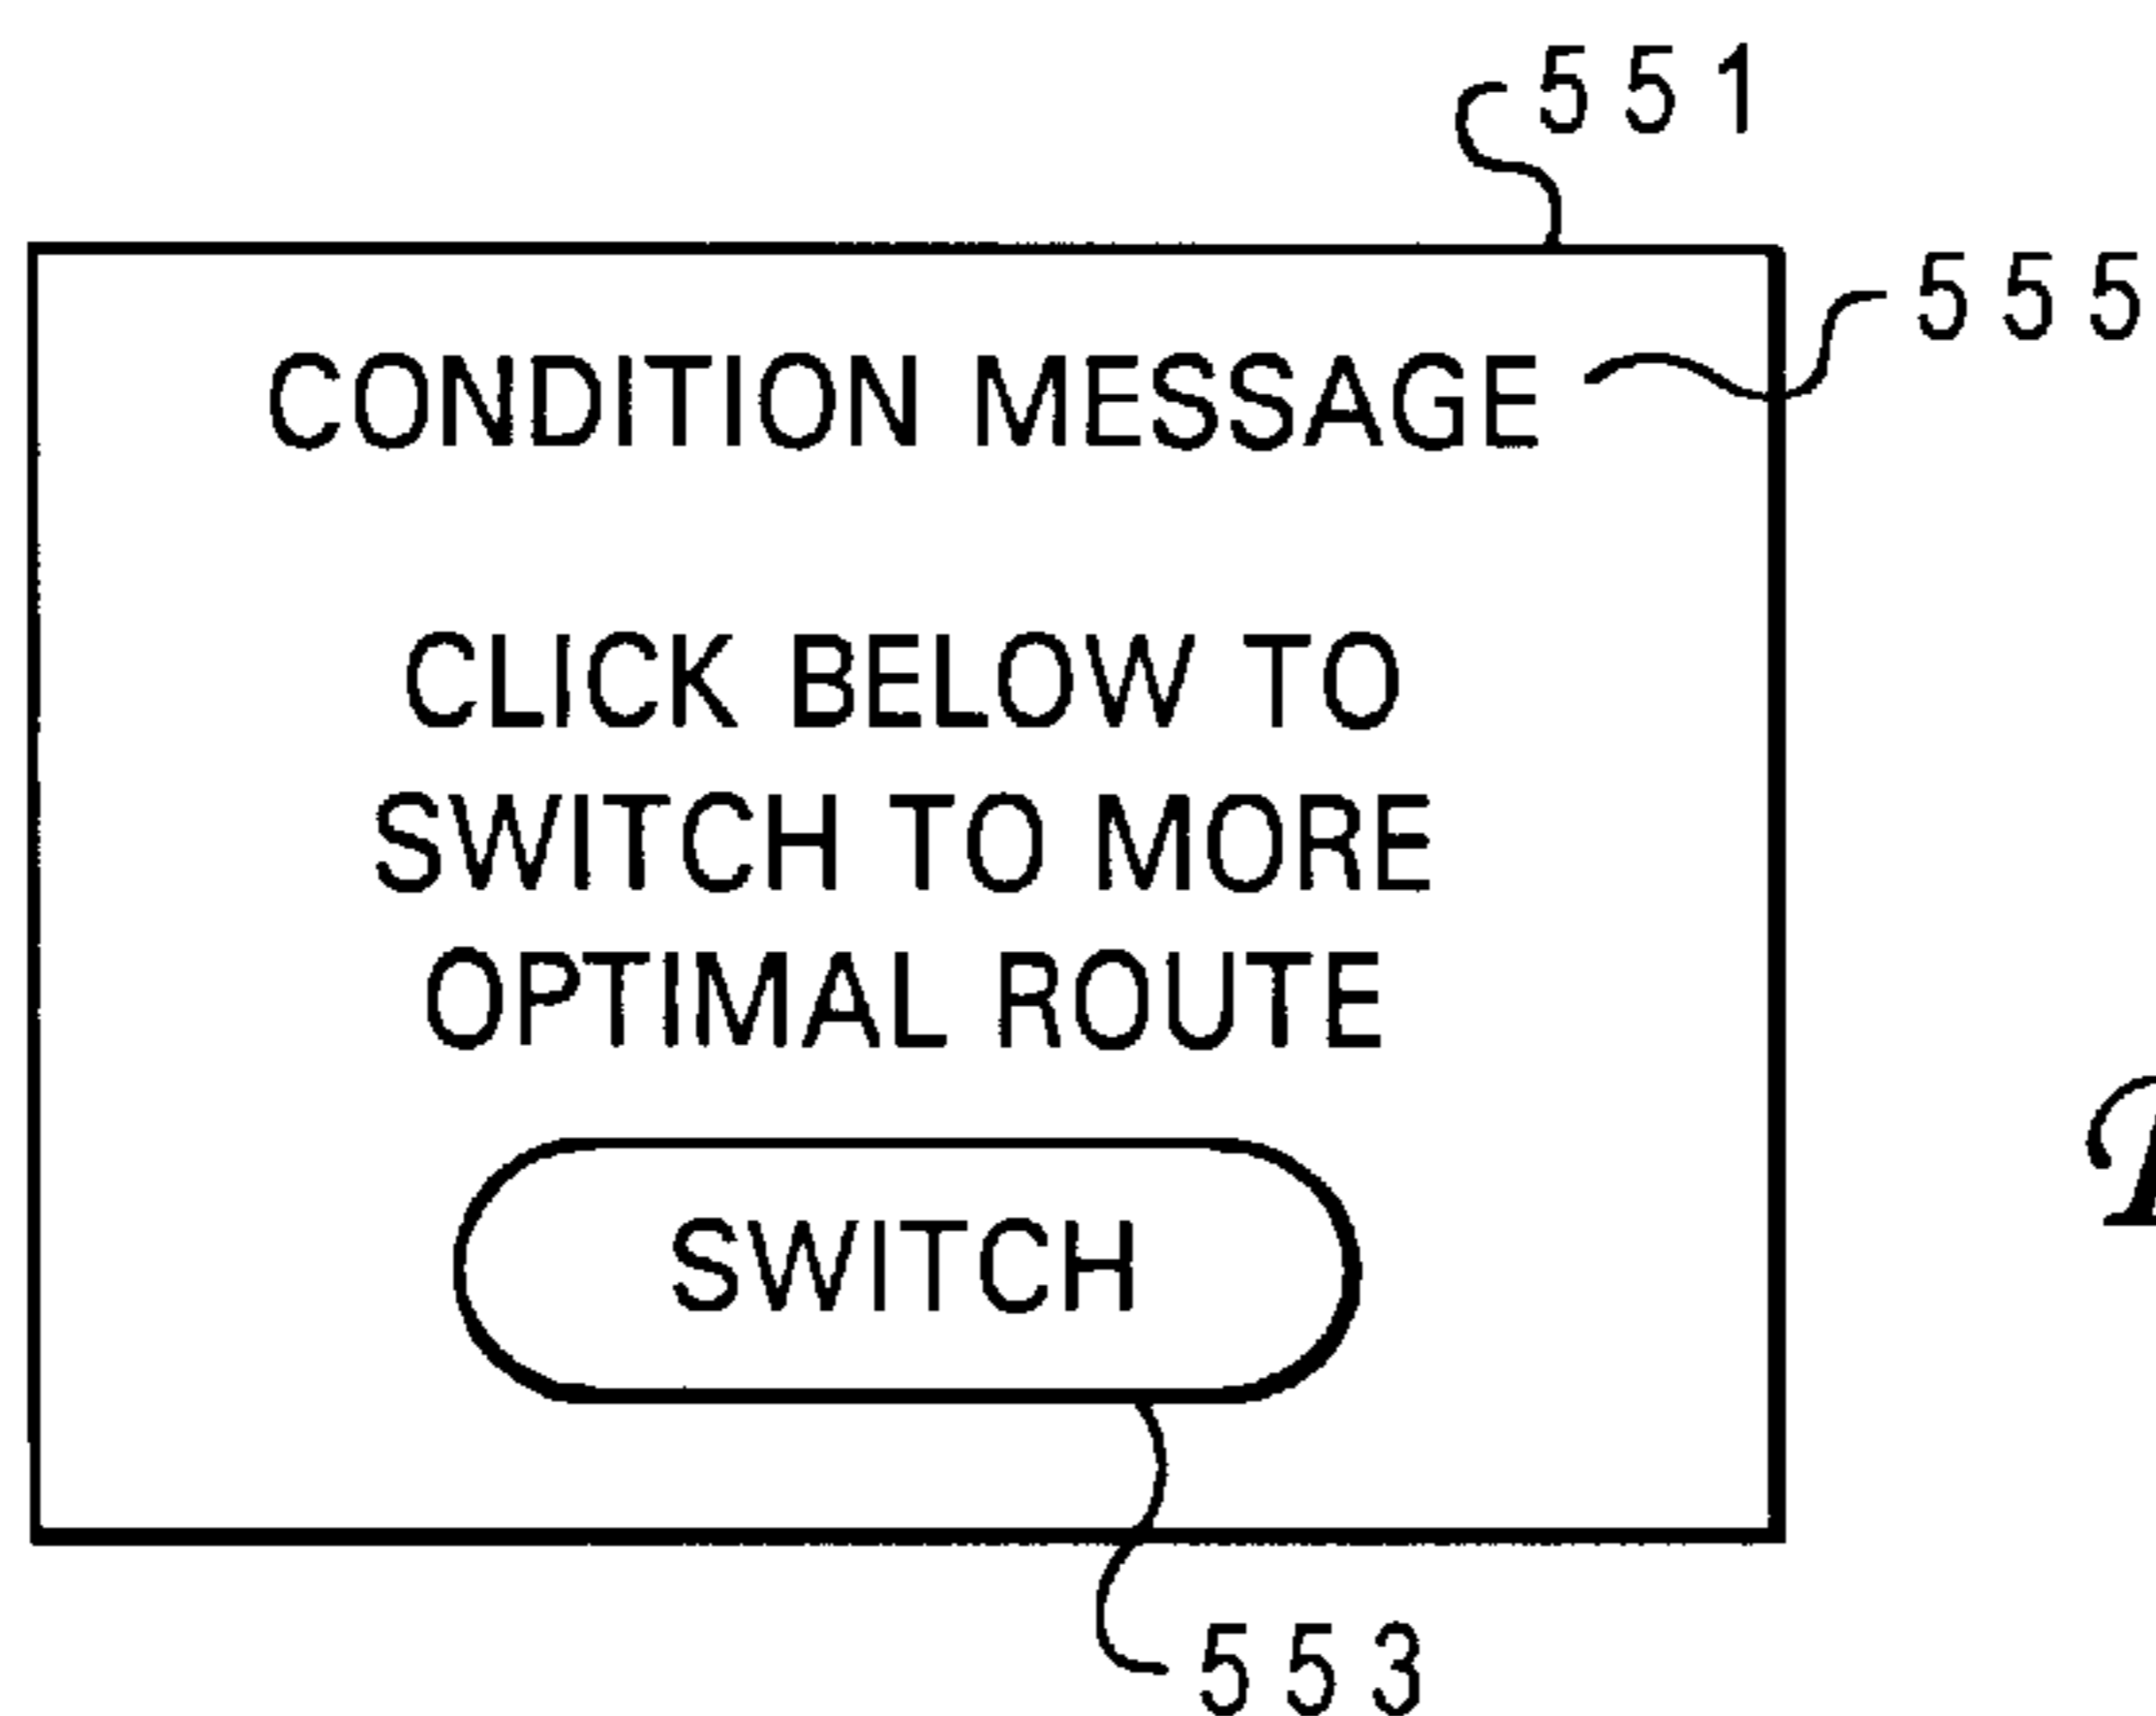 551
555
CONDITION MESSAGE
CLICK BELOW TO
SWITCH TO MORE
OPTIMAL ROUTE
SWITCH
553